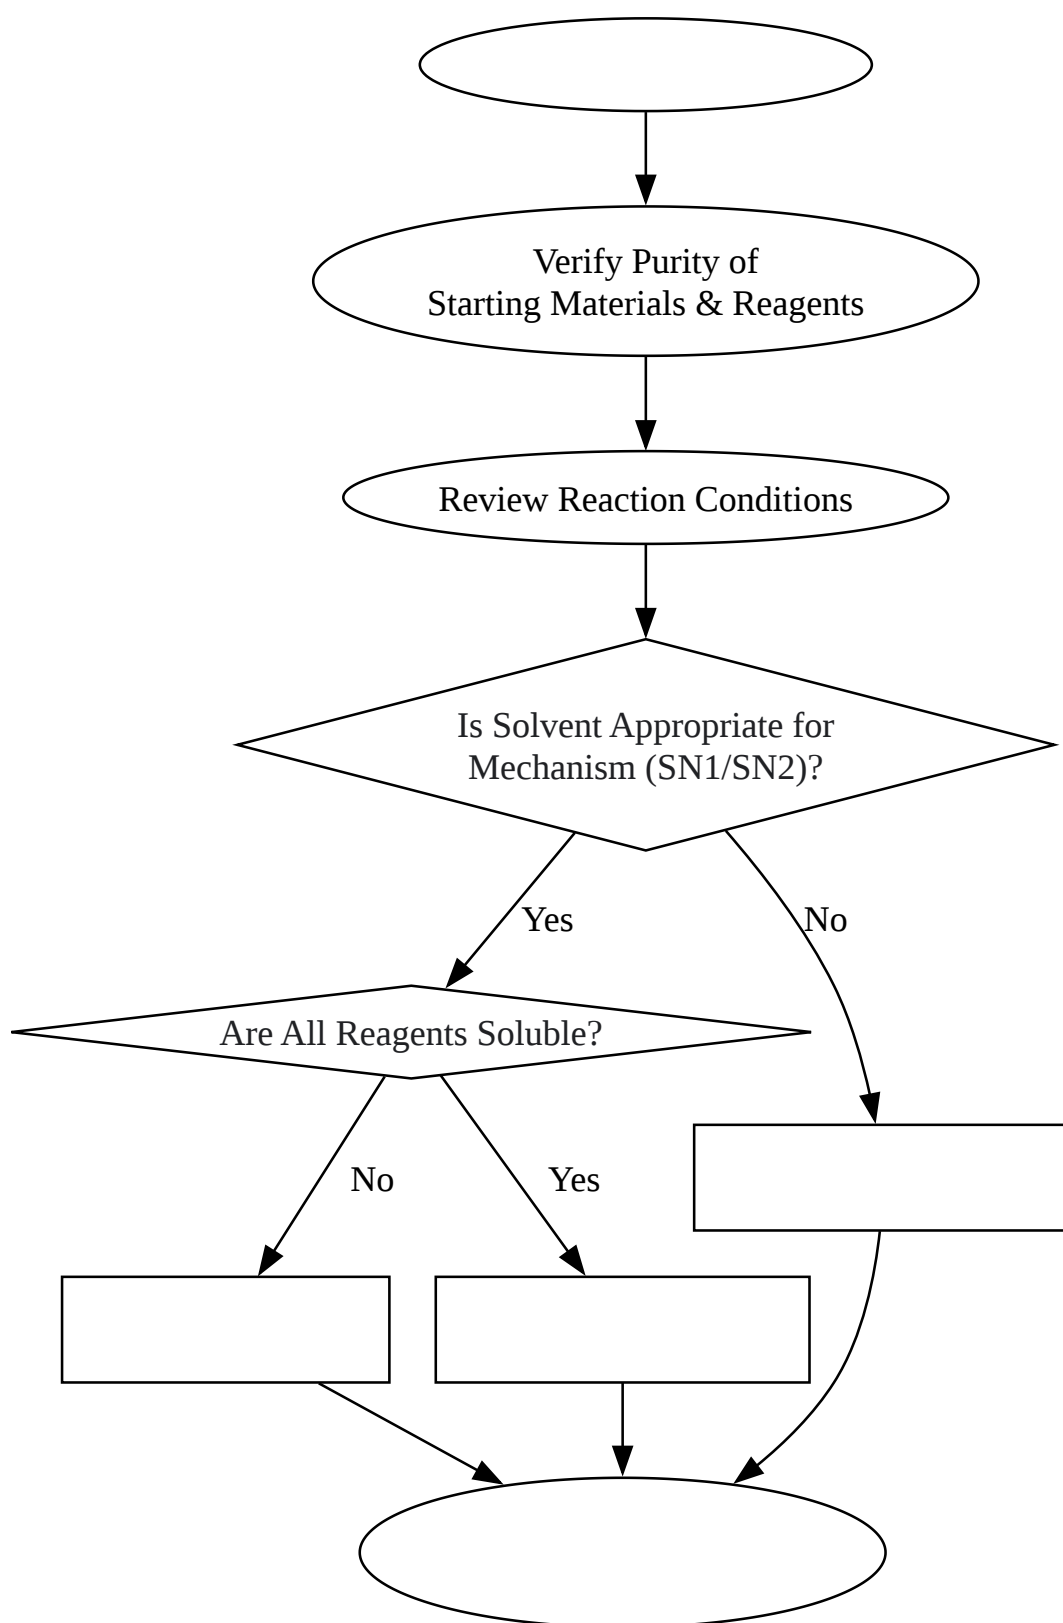 Verify Purity of
Starting Materials & Reagents
Review Reaction Conditions
Is Solvent Appropriate for
Mechanism (SN1/SN2)?
Yes
No
Are All Reagents Soluble?
No
Yes